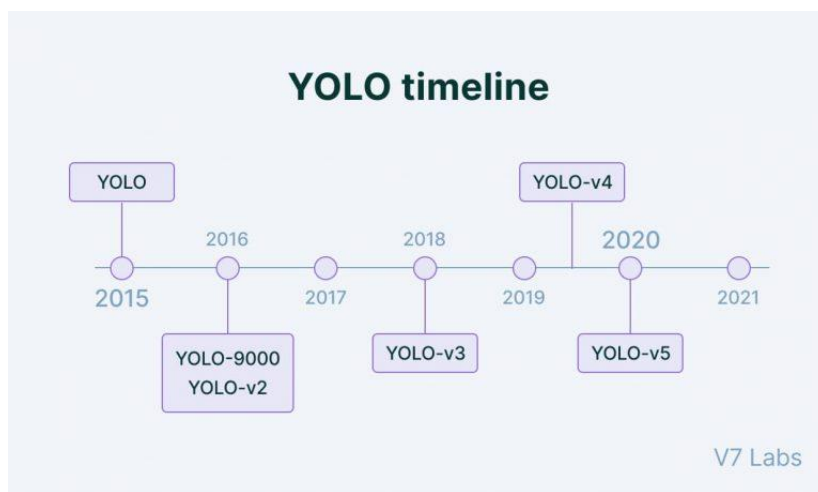 YOLO timeline
YOLO
YOLO-v4
2016
2018
2020
2015
2017
2019
2021
YOLO-9000
YOLO-v2
YOLO-v3
YOLO-v5
V7 Labs